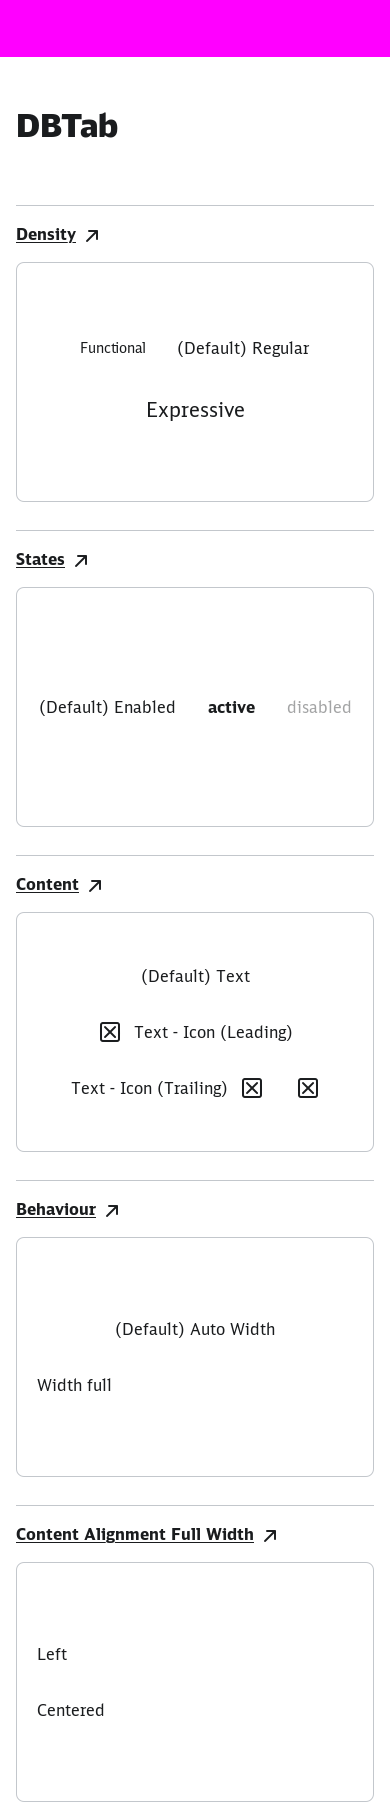 DBTab
Density
Functional (Default) Regular
Expressive
States
(Default) Enabled active disabled
Content
(Default) Text
Text - Icon (Leading)
Text - Icon (Trailing)
Behaviour
(Default) Auto Width
Width full
Content Alignment Full Width
Left
Centered